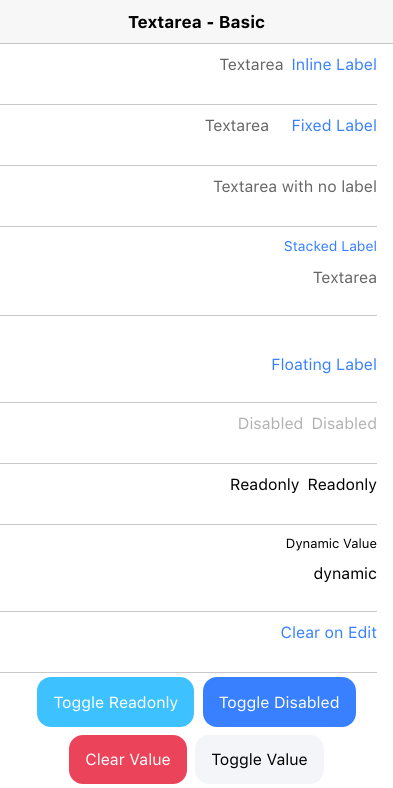 Textarea - Basic
Textarea Inline Label
Textarea Fixed Label
Textarea with no label
Stacked Label
Textarea
Floating Label
Disabled Disabled
Readonly Readonly
Dynamic Value
dynamic
Clear on Edit
Toggle Readonly Toggle Disabled
Clear Value Toggle Value